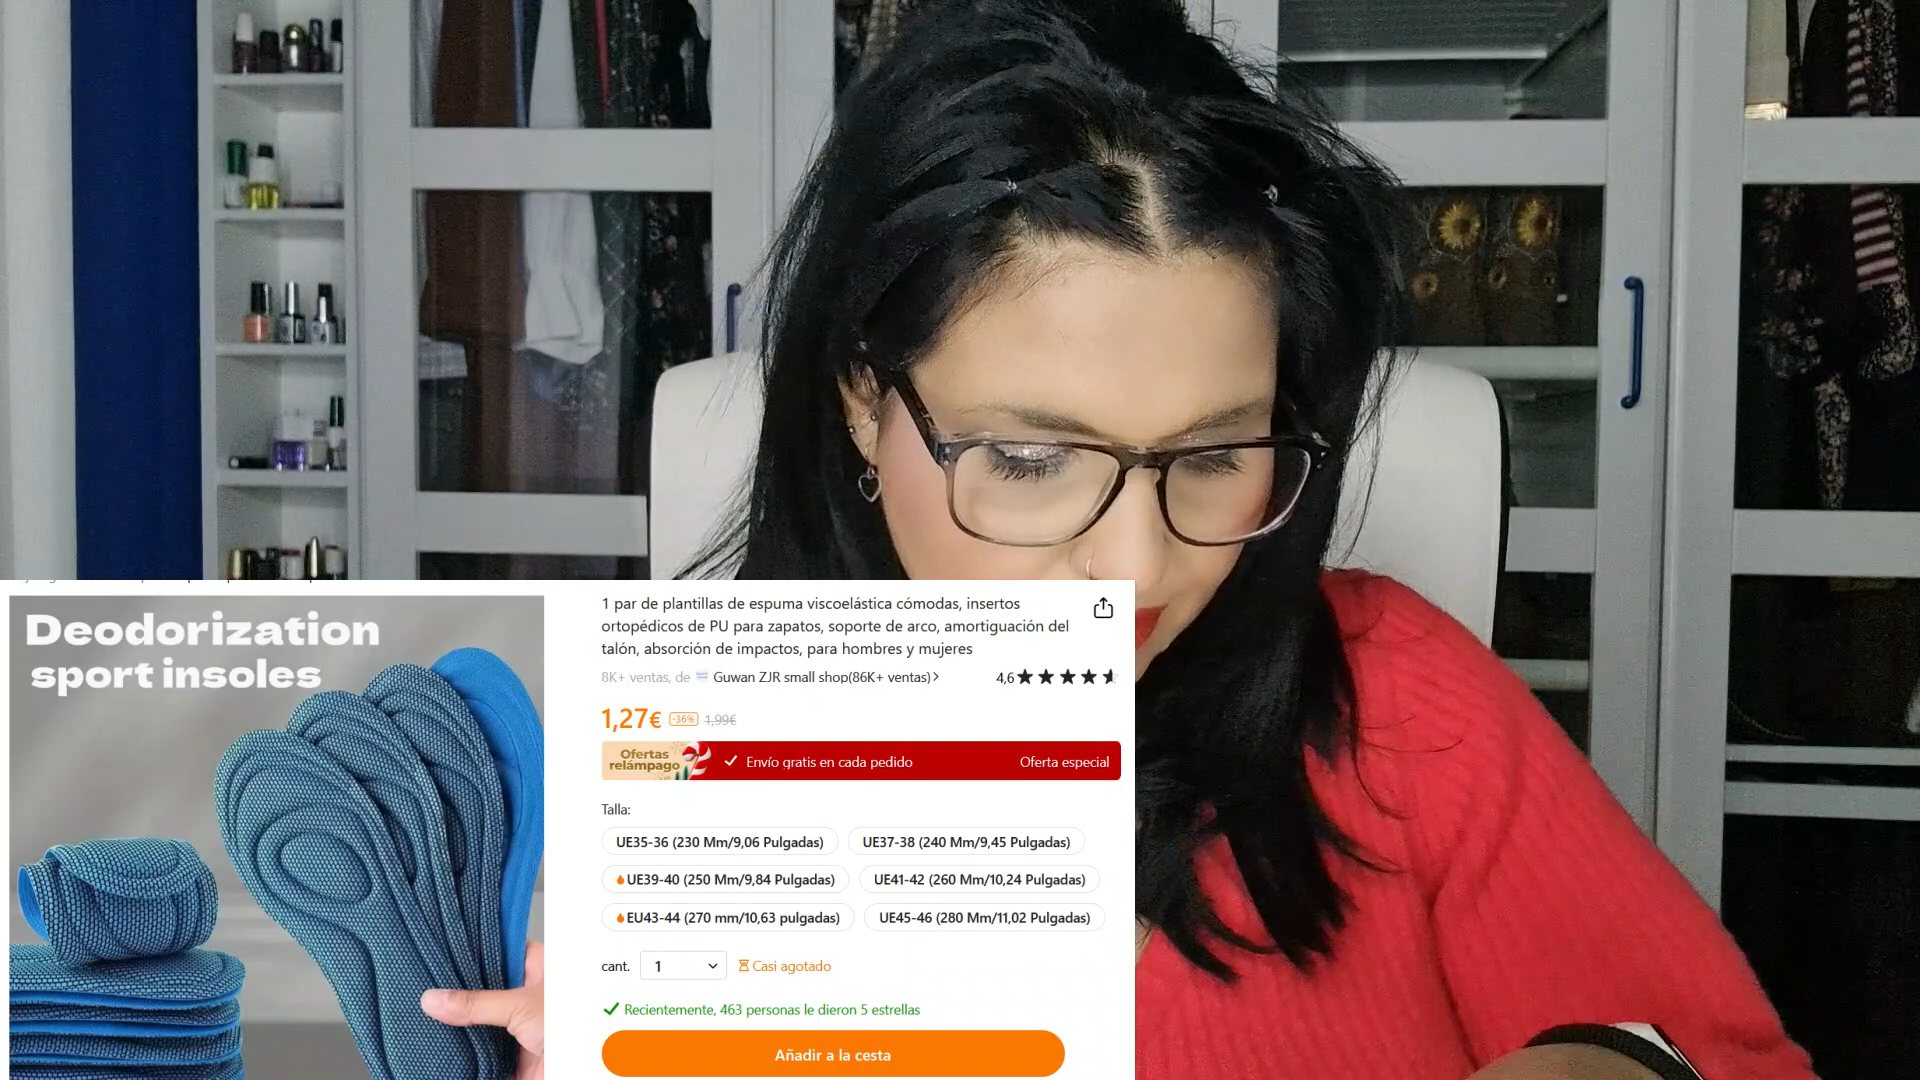 Deodorization
sport insoles
1 par de plantillas de espuma viscoelástica cómodas, insertos
ortopédicos de PU para zapatos, soporte de arco, amortiguación del
talón, absorción de impactos, para hombres y mujeres
8K+ ventas, de Guwan ZJR small shop(86K+ ventas)
4,6
1,27€ -36% 1,99€
Ofertas
relámpago
Envío gratis en cada pedido
Oferta especial
Talla:
UE35-36 (230 Mm/9,06 Pulgadas)
UE37-38 (240 Mm/9,45 Pulgadas)
UE39-40 (250 Mm/9,84 Pulgadas)
UE41-42 (260 Mm/10,24 Pulgadas)
EU43-44 (270 mm/10,63 pulgadas)
UE45-46 (280 Mm/11,02 Pulgadas)
cant. 1 Casi agotado
Recientemente, 463 personas le dieron 5 estrellas
Añadir a la cesta